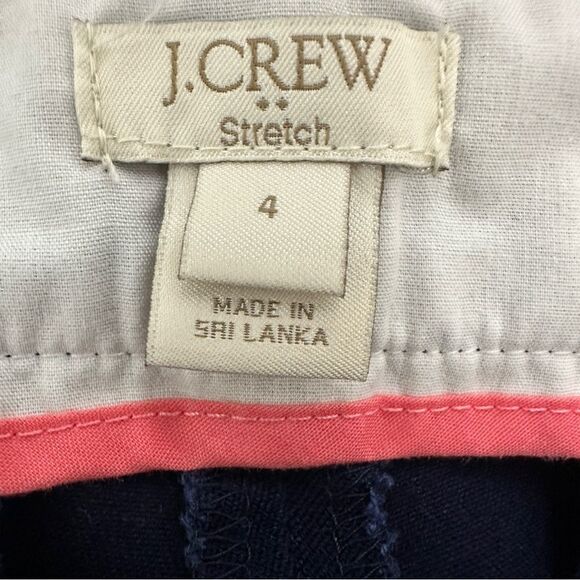 J.CREW
Stretch
4
MADE IN
SRI LANKA